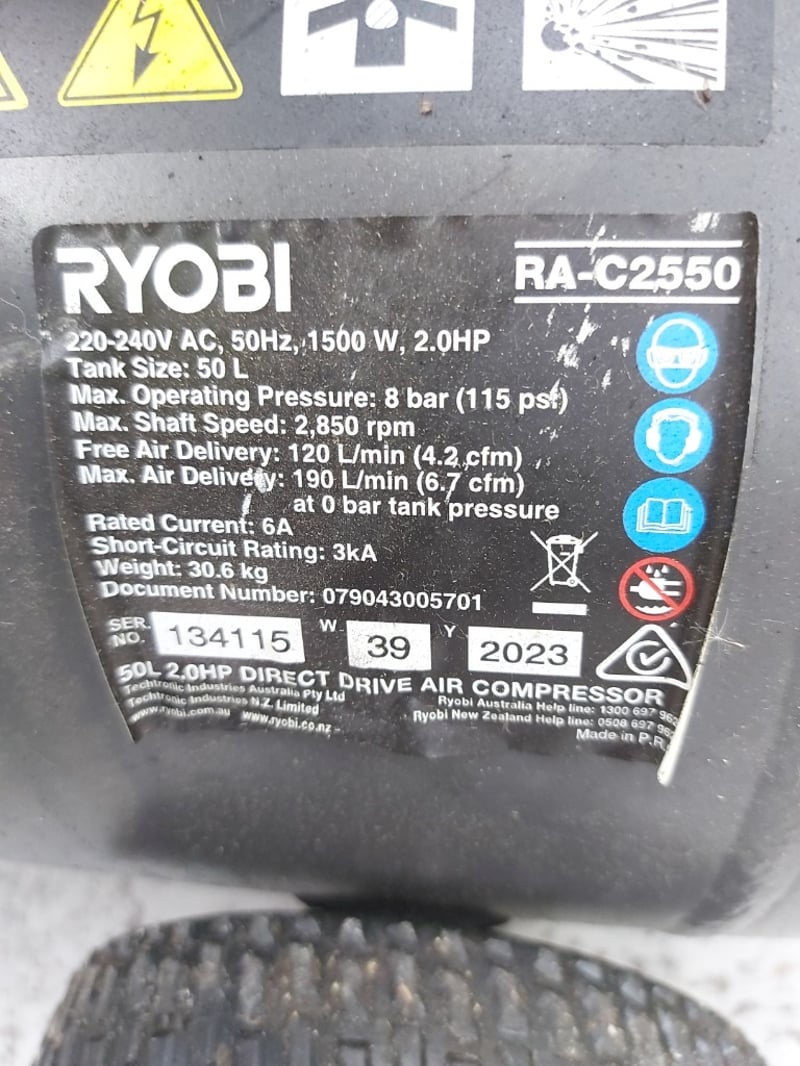 RYOBI
RA-C2550
220-240V AC, 50Hz, 1500 W, 2.0HP
Tank Size: 50 L
Max. Operating Pressure: 8 bar (115 psi)
Max. Shaft Speed: 2,850 rpm
Free Air Delivery: 120 L/min (4.2 cfm)
Max. Air Delivery: 190 L/min (6.7 cfm)
at 0 bar tank pressure
Rated Current: 6A
Short-Circuit Rating: 3kA
Weight: 30.6 kg
Document Number: 079043005701
SER. NO. 134115 W 39 Y 2023
50L 2.0HP DIRECT DRIVE AIR COMPRESSOR
Techtronic Industries Australia Pty Ltd
Techtronic Industries N.Z. Limited
www.ryobi.com.au www.ryobi.co.nz
Ryobi Australia Help line: 1300 697
Ryobi New Zealand Help line: 0508 697
Made in P.R.